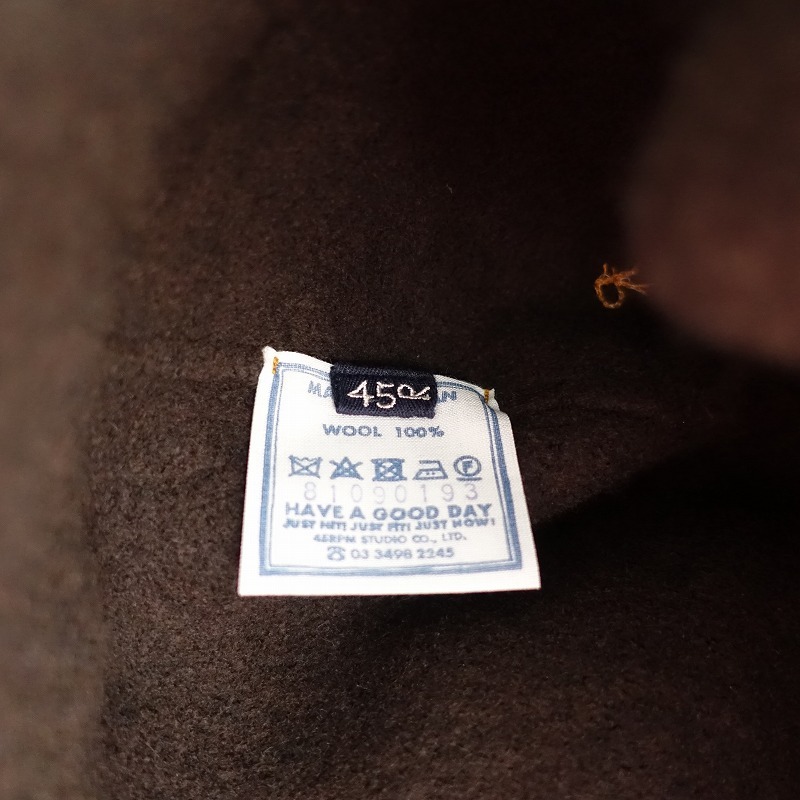 45R
WOOL 100%
81090193
HAVE A GOOD DAY
JUST HIT! JUST FIT! JUST NOW!
45RPM STUDIO CO., LTD.
☎ 03 3498 2245